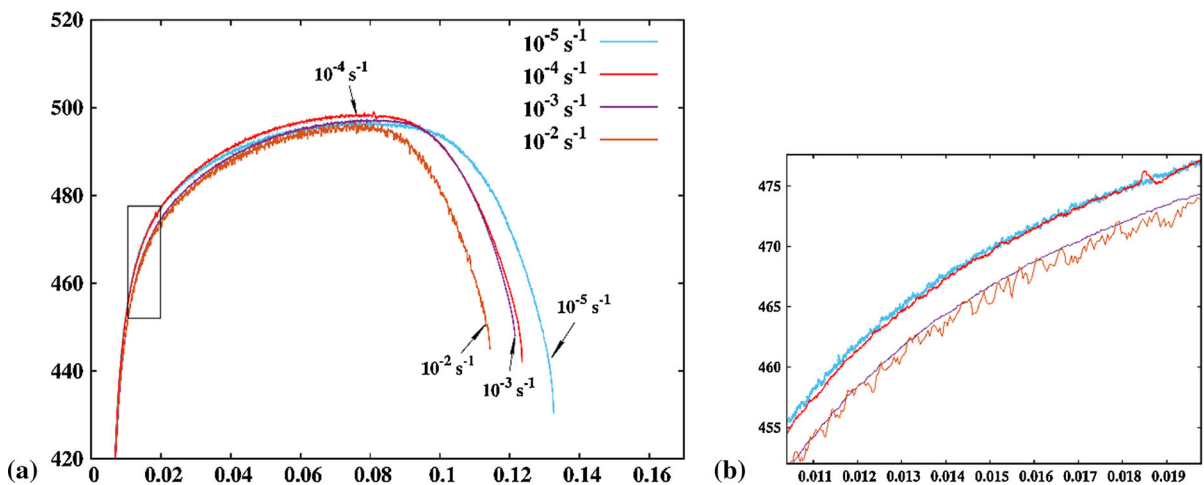 520
500
480
460
440
420
0 0.02 0.04 0.06 0.08 0.1 0.12 0.14 0.16
10⁻⁵ s⁻¹
10⁻⁴ s⁻¹
10⁻³ s⁻¹
10⁻² s⁻¹
10⁻⁴ s⁻¹
10⁻⁵ s⁻¹
10⁻² s⁻¹
10⁻³ s⁻¹
(a)
475
470
465
460
455
0.011 0.012 0.013 0.014 0.015 0.016 0.017 0.018 0.019
(b)